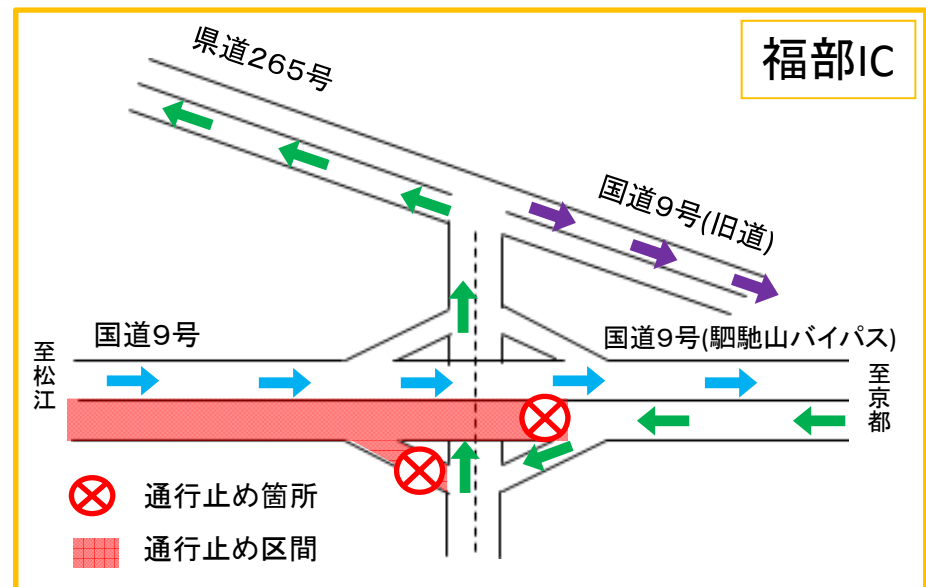 福部IC
県道265号
国道9号(旧道)
国道9号
国道9号(駟馳山バイパス)
至松江
至京都
通行止め箇所
通行止め区間